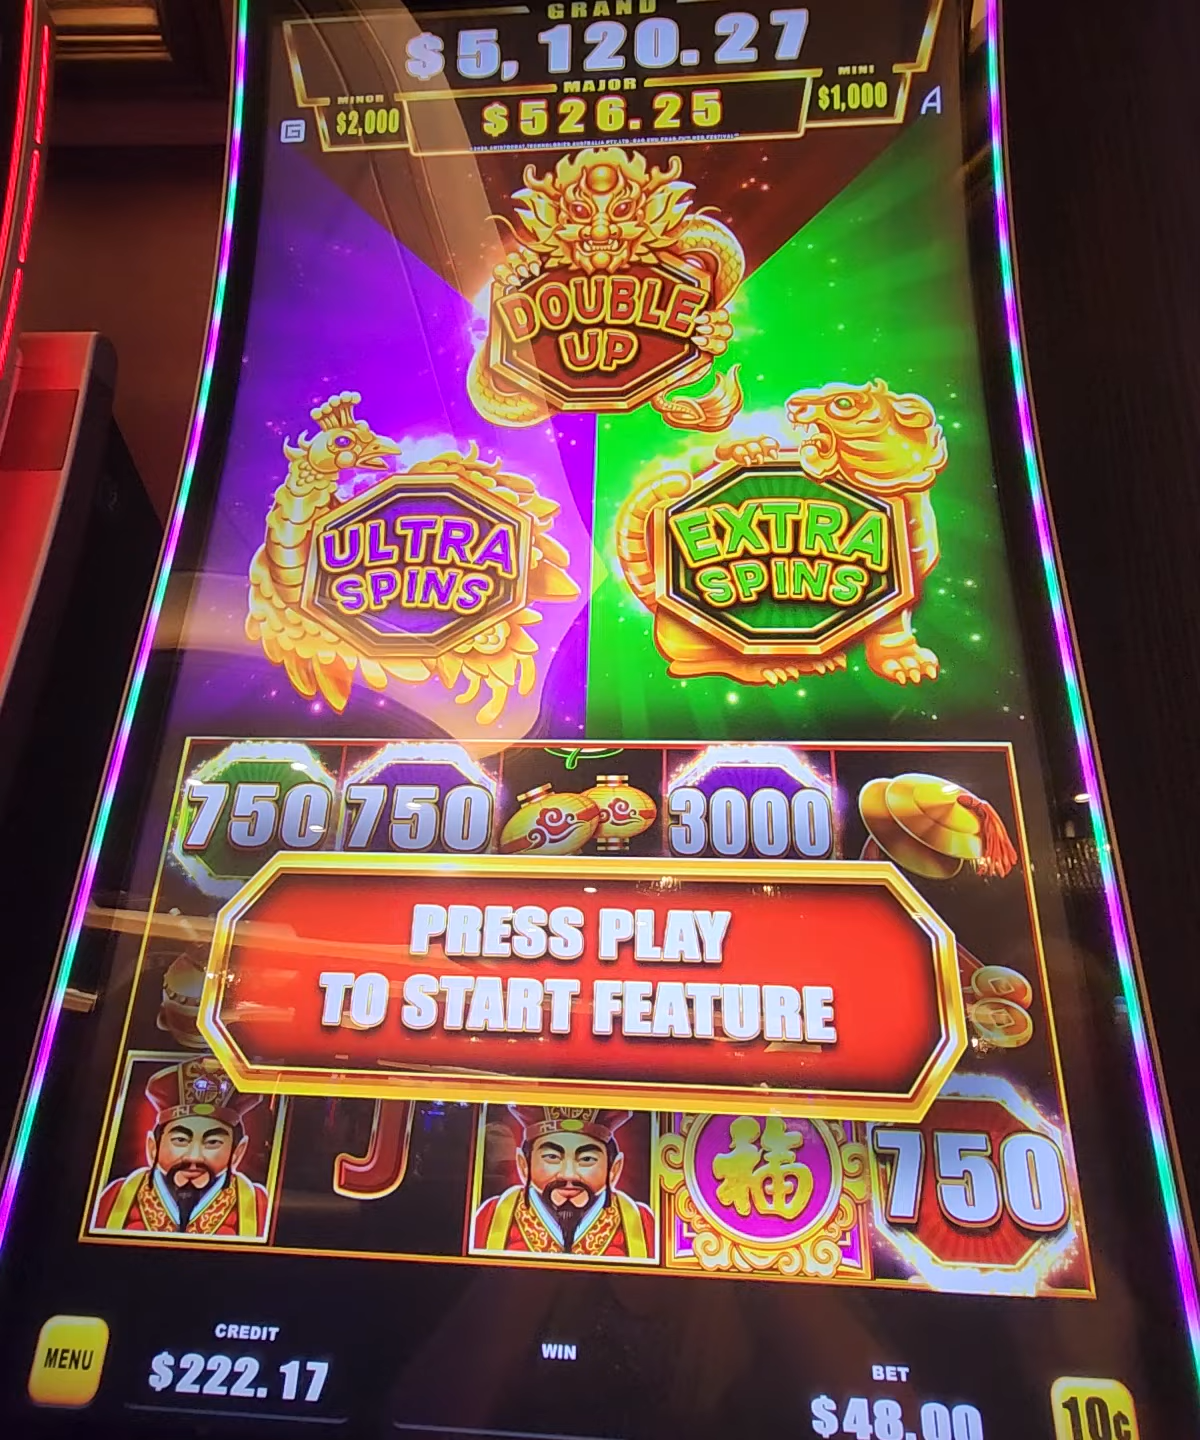 GRAND
$5,120.27
MINOR
$2,000
MAJOR
$526.25
MINI
$1,000
G
A
DOUBLE
UP
ULTRA
SPINS
EXTRA
SPINS
750
750
3000
PRESS PLAY
TO START FEATURE
J
福
750
MENU
CREDIT
$222.17
WIN
BET
$48.00
10¢